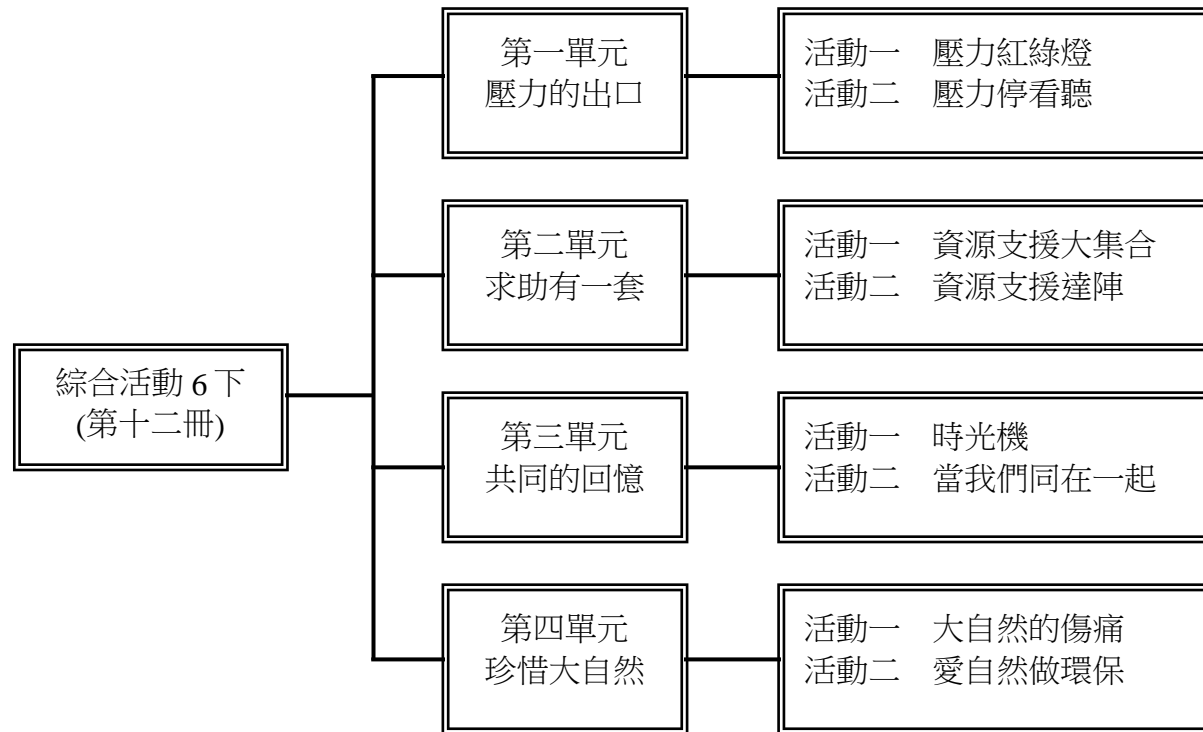 綜合活動 6 下
(第十二冊)
第一單元
壓力的出口
活動一　壓力紅綠燈
活動二　壓力停看聽
第二單元
求助有一套
活動一　資源支援大集合
活動二　資源支援達陣
第三單元
共同的回憶
活動一　時光機
活動二　當我們同在一起
第四單元
珍惜大自然
活動一　大自然的傷痛
活動二　愛自然做環保